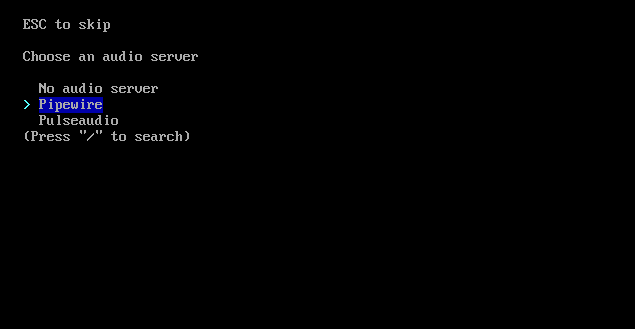 ESC to skip
Choose an audio server
No audio server
> Pipewire
Pulseaudio
(Press "/" to search)